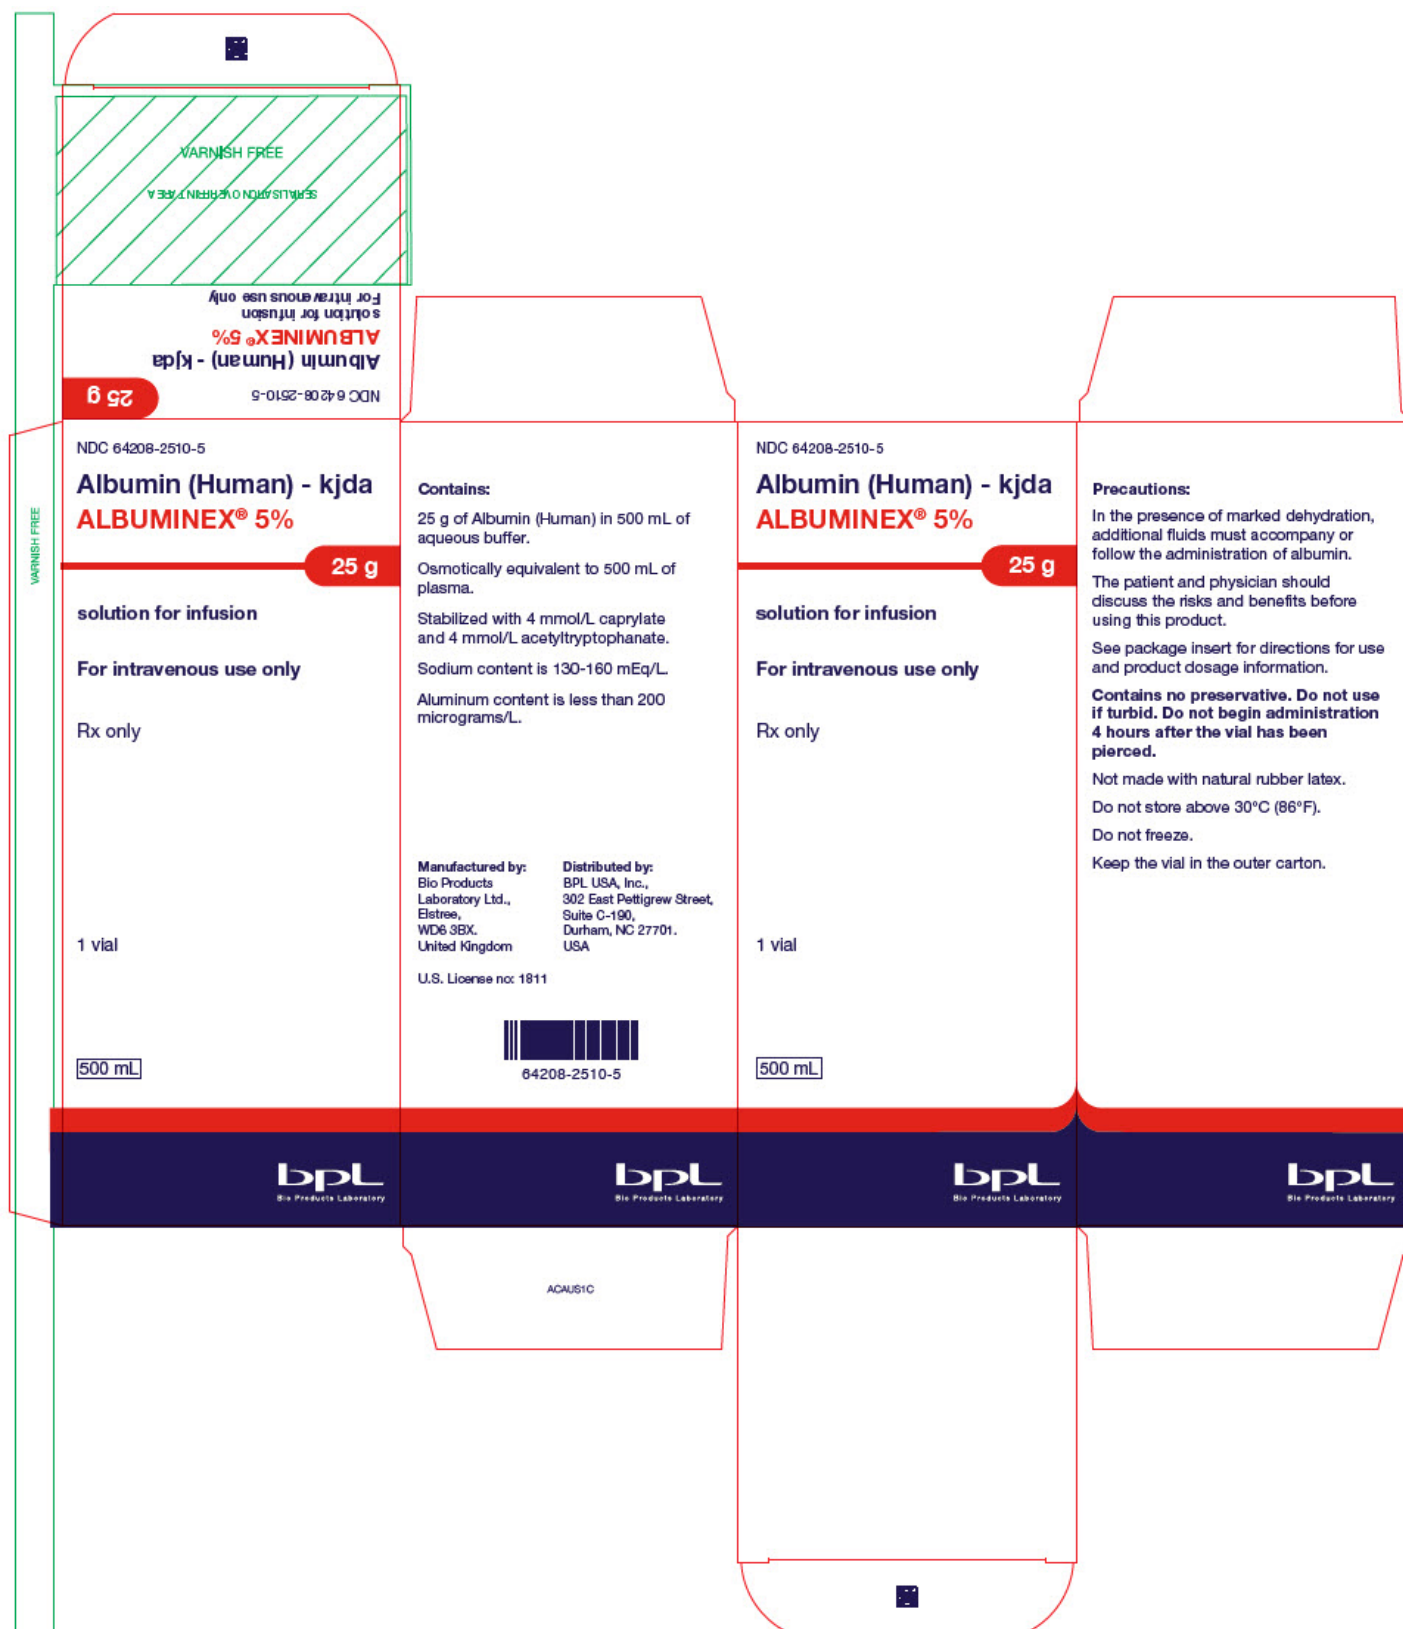 VARNISH FREE
SERIALISATION OVERPRINT AREA
For intravenous use only
solution for infusion
ALBUMINEX® 5%
Albumin (Human) - kjda
25 g
NDC 64208-2510-5
VARNISH FREE
NDC 64208-2510-5
Albumin (Human) - kjda
ALBUMINEX® 5%
25 g
solution for infusion
For intravenous use only
Rx only
1 vial
500 mL
bpL
Bio Products Laboratory
Contains:
25 g of Albumin (Human) in 500 mL of
aqueous buffer.
Osmotically equivalent to 500 mL of
plasma.
Stabilized with 4 mmol/L caprylate
and 4 mmol/L acetyltryptophanate.
Sodium content is 130-160 mEq/L.
Aluminum content is less than 200
micrograms/L.
Manufactured by:
Bio Products
Laboratory Ltd.,
Elstree,
WD6 3BX.
United Kingdom
Distributed by:
BPL USA, Inc.,
302 East Pettigrew Street,
Suite C-190,
Durham, NC 27701.
USA
U.S. License no: 1811
64208-2510-5
bpL
Bio Products Laboratory
ACAUS1C
NDC 64208-2510-5
Albumin (Human) - kjda
ALBUMINEX® 5%
25 g
solution for infusion
For intravenous use only
Rx only
1 vial
500 mL
bpL
Bio Products Laboratory
Precautions:
In the presence of marked dehydration,
additional fluids must accompany or
follow the administration of albumin.
The patient and physician should
discuss the risks and benefits before
using this product.
See package insert for directions for use
and product dosage information.
Contains no preservative. Do not use
if turbid. Do not begin administration
4 hours after the vial has been
pierced.
Not made with natural rubber latex.
Do not store above 30°C (86°F).
Do not freeze.
Keep the vial in the outer carton.
bpL
Bio Products Laboratory